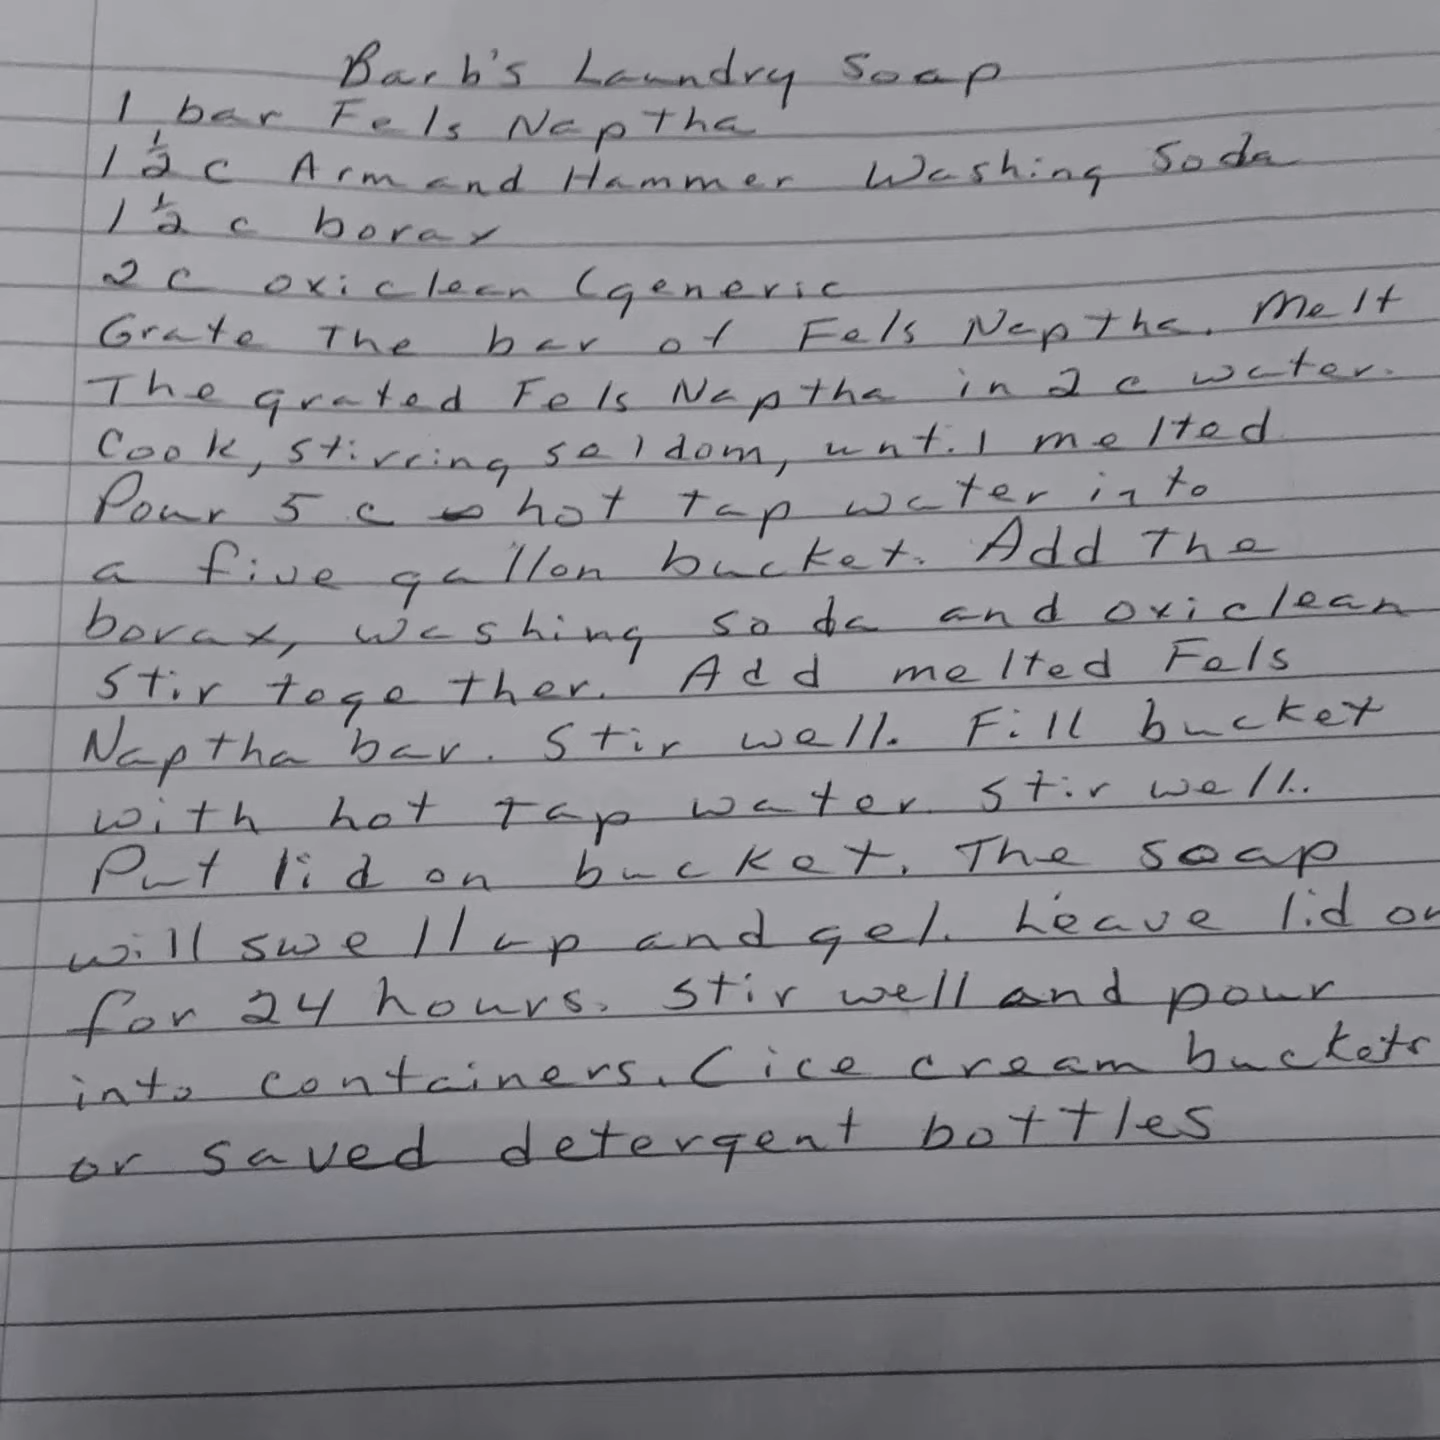 Barb's Laundry Soap
1 bar Fels Naptha
1 1/2 c Arm and Hammer Washing Soda
1 1/2 c borax
2 c oxiclean (generic
Grate The bar of Fels Naptha. Melt
The grated Fels Naptha in 2 c water.
Cook, stirring seldom, until melted
Pour 5 c hot tap water into
a five gallon bucket. Add The
borax, washing soda and oxiclean
Stir together. Add melted Fels
Naptha bar. Stir well. Fill bucket
with hot tap water. Stir well.
Put lid on bucket. The soap
will swell up and gel. Leave lid on
for 24 hours. Stir well and pour
into containers. (ice cream buckets
or saved detergent bottles